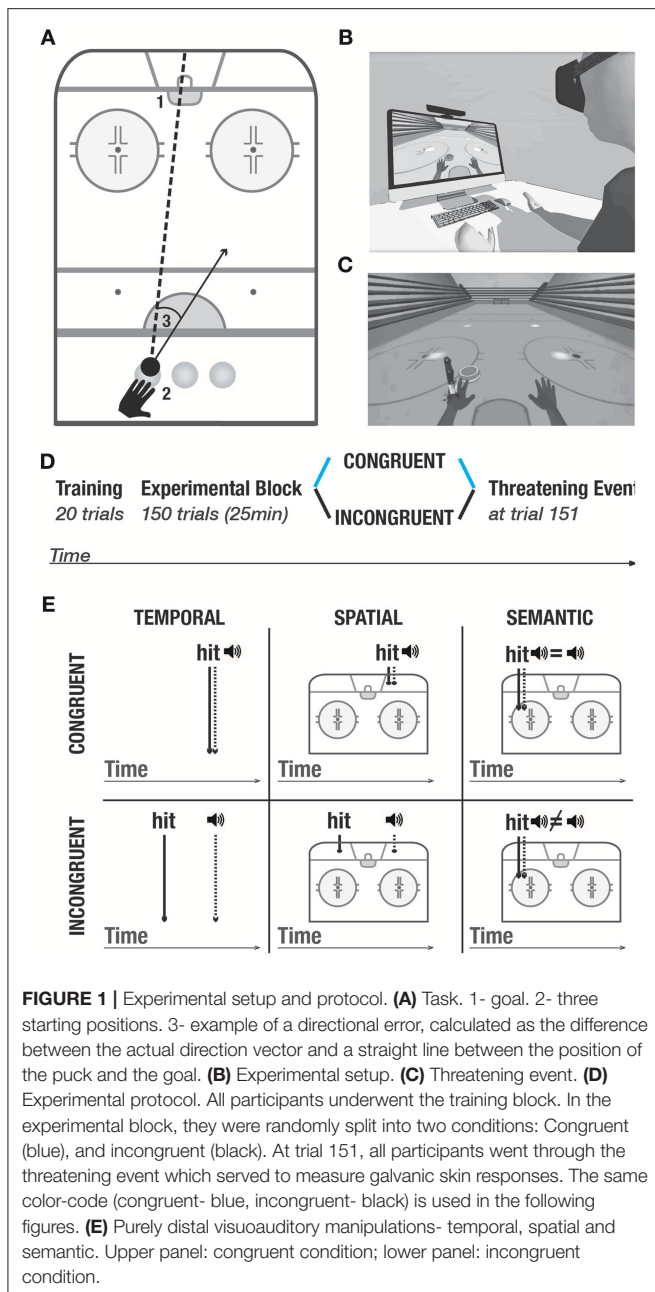 A
B
1
3
2
C
D
CONGRUENT
Training Experimental Block Threatening Event
20 trials 150 trials (25min) at trial 151
INCONGRUENT
Time
E
TEMPORAL SPATIAL SEMANTIC
CONGRUENT
hit hit hit =
Time Time Time
INCONGRUENT
hit hit hit ≠
Time Time Time
FIGURE 1 | Experimental setup and protocol. (A) Task. 1- goal. 2- three
starting positions. 3- example of a directional error, calculated as the difference
between the actual direction vector and a straight line between the position of
the puck and the goal. (B) Experimental setup. (C) Threatening event. (D)
Experimental protocol. All participants underwent the training block. In the
experimental block, they were randomly split into two conditions: Congruent
(blue), and incongruent (black). At trial 151, all participants went through the
threatening event which served to measure galvanic skin responses. The same
color-code (congruent- blue, incongruent- black) is used in the following
figures. (E) Purely distal visuoauditory manipulations- temporal, spatial and
semantic. Upper panel: congruent condition; lower panel: incongruent
condition.